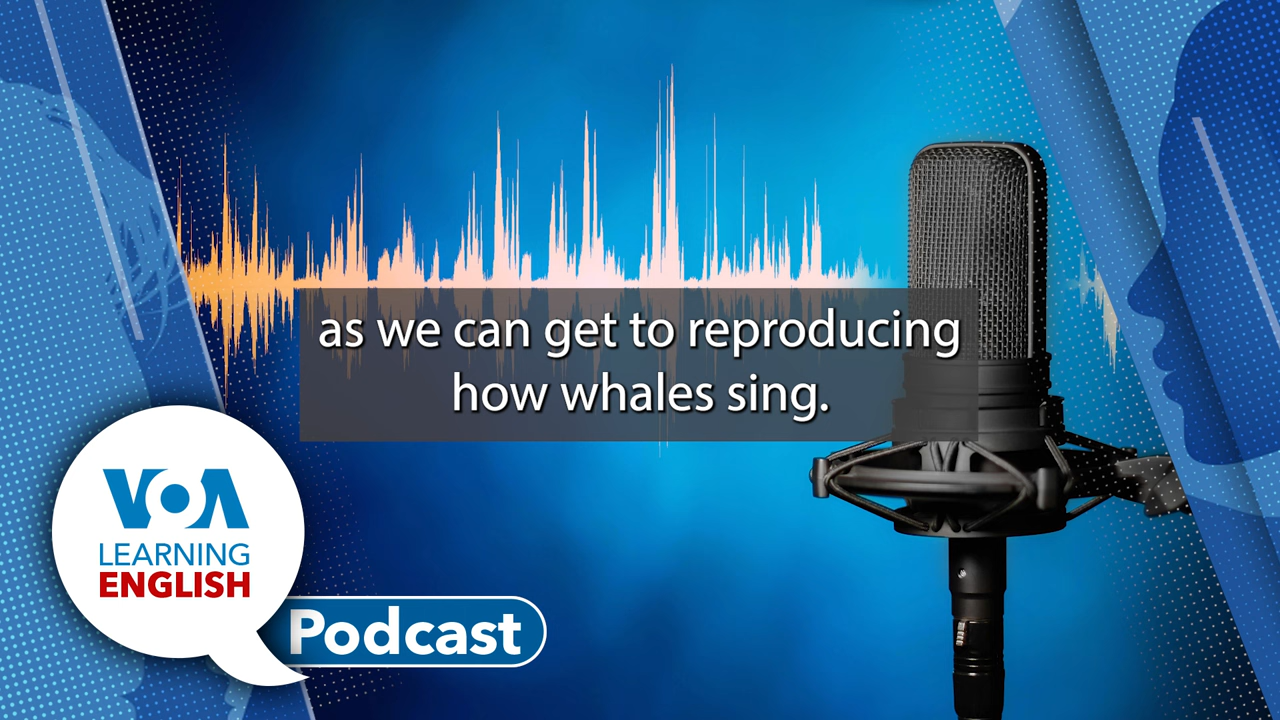 as we can get to reproducing
how whales sing.
VOA
LEARNING
ENGLISH
Podcast